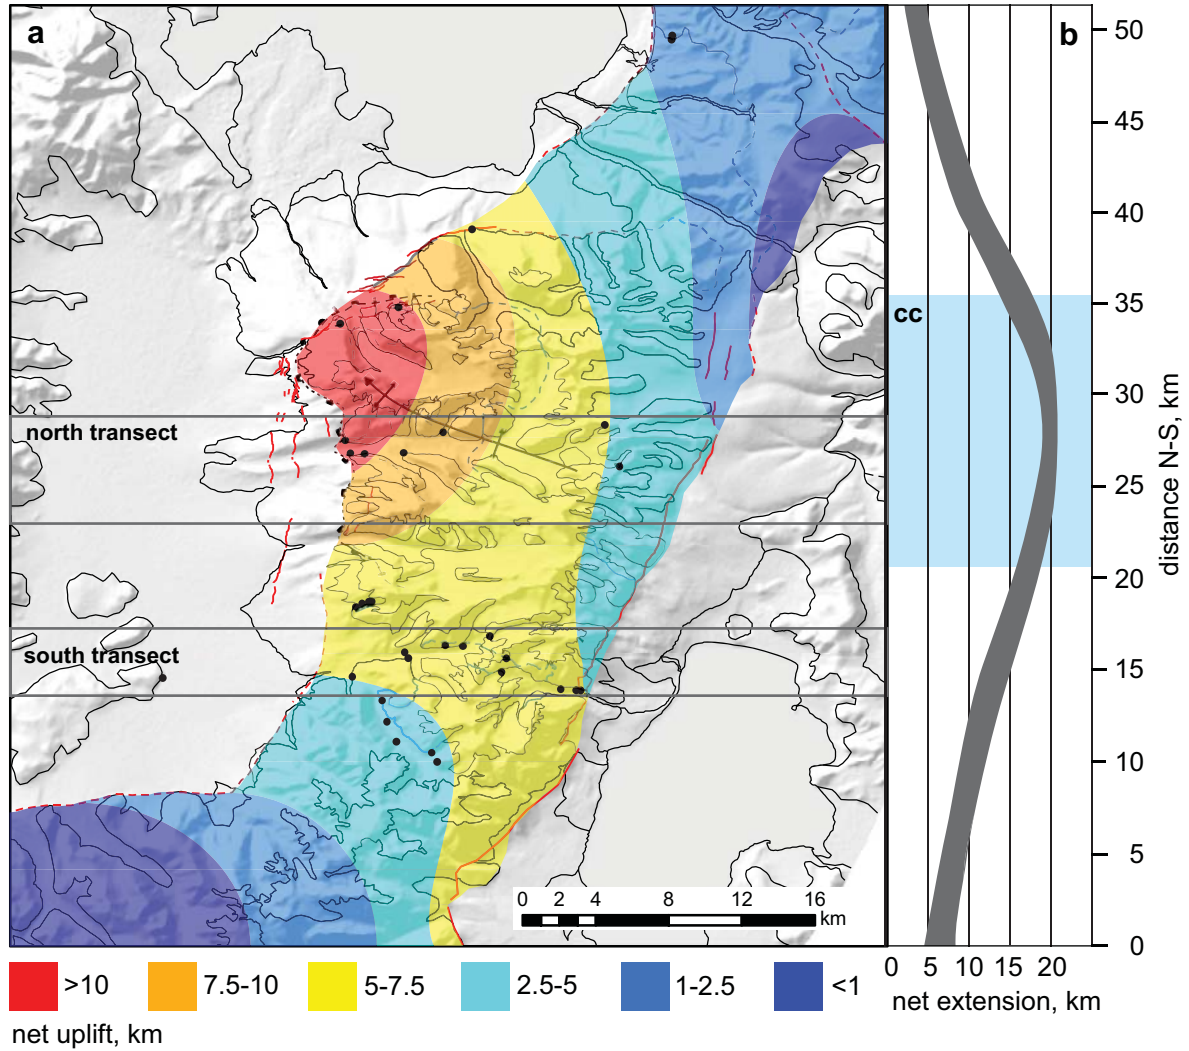 a
b
50
45
40
35
cc
30
north transect
25
distance N-S, km
20
south transect
15
10
5
0 2 4 8 12 16
km
0
0 5 10 15 20
>10 7.5-10 5-7.5 2.5-5 1-2.5 <1
net extension, km
net uplift, km